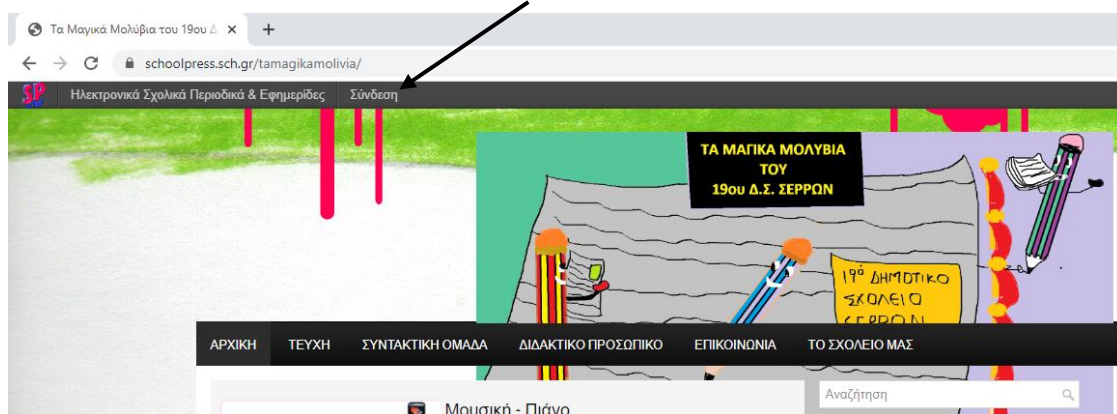 Τα Μαγικά Μολύβια του 19ου Δ
schoolpress.sch.gr/tamagikamolivia/
SP Ηλεκτρονικά Σχολικά Περιοδικά & Εφημερίδες Σύνδεση
ΤΑ ΜΑΓΙΚΑ ΜΟΛΥΒΙΑ
ΤΟΥ
19ου Δ.Σ. ΣΕΡΡΩΝ
19ο ΔΗΜΟΤΙΚΟ
ΣΧΟΛΕΙΟ
ΣΕΡΡΩΝ
ΑΡΧΙΚΗ ΤΕΥΧΗ ΣΥΝΤΑΚΤΙΚΗ ΟΜΑΔΑ ΔΙΔΑΚΤΙΚΟ ΠΡΟΣΩΠΙΚΟ ΕΠΙΚΟΙΝΩΝΙΑ ΤΟ ΣΧΟΛΕΙΟ ΜΑΣ
Μουσική - Πιάνο
Αναζήτηση